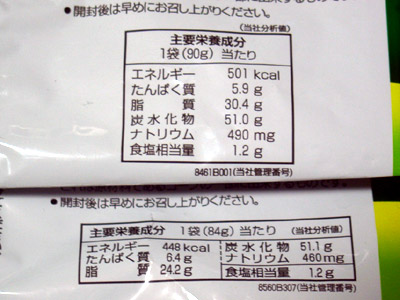 ●開封後は早めにお召し上がりください。
(当社分析値)
主要栄養成分
1袋(90g)当たり
エネルギー 501 kcal
たんぱく質 5.9 g
脂質 30.4 g
炭水化物 51.0 g
ナトリウム 490 mg
食塩相当量 1.2 g
8461B001(当社管理番号)
●開封後は早めにお召し上がりください。
主要栄養成分 1袋(84g)当たり (当社分析値)
エネルギー 448 kcal 炭水化物 51.1 g
たんぱく質 6.4 g ナトリウム 460 mg
脂質 24.2 g 食塩相当量 1.2 g
8560B307(当社管理番号)